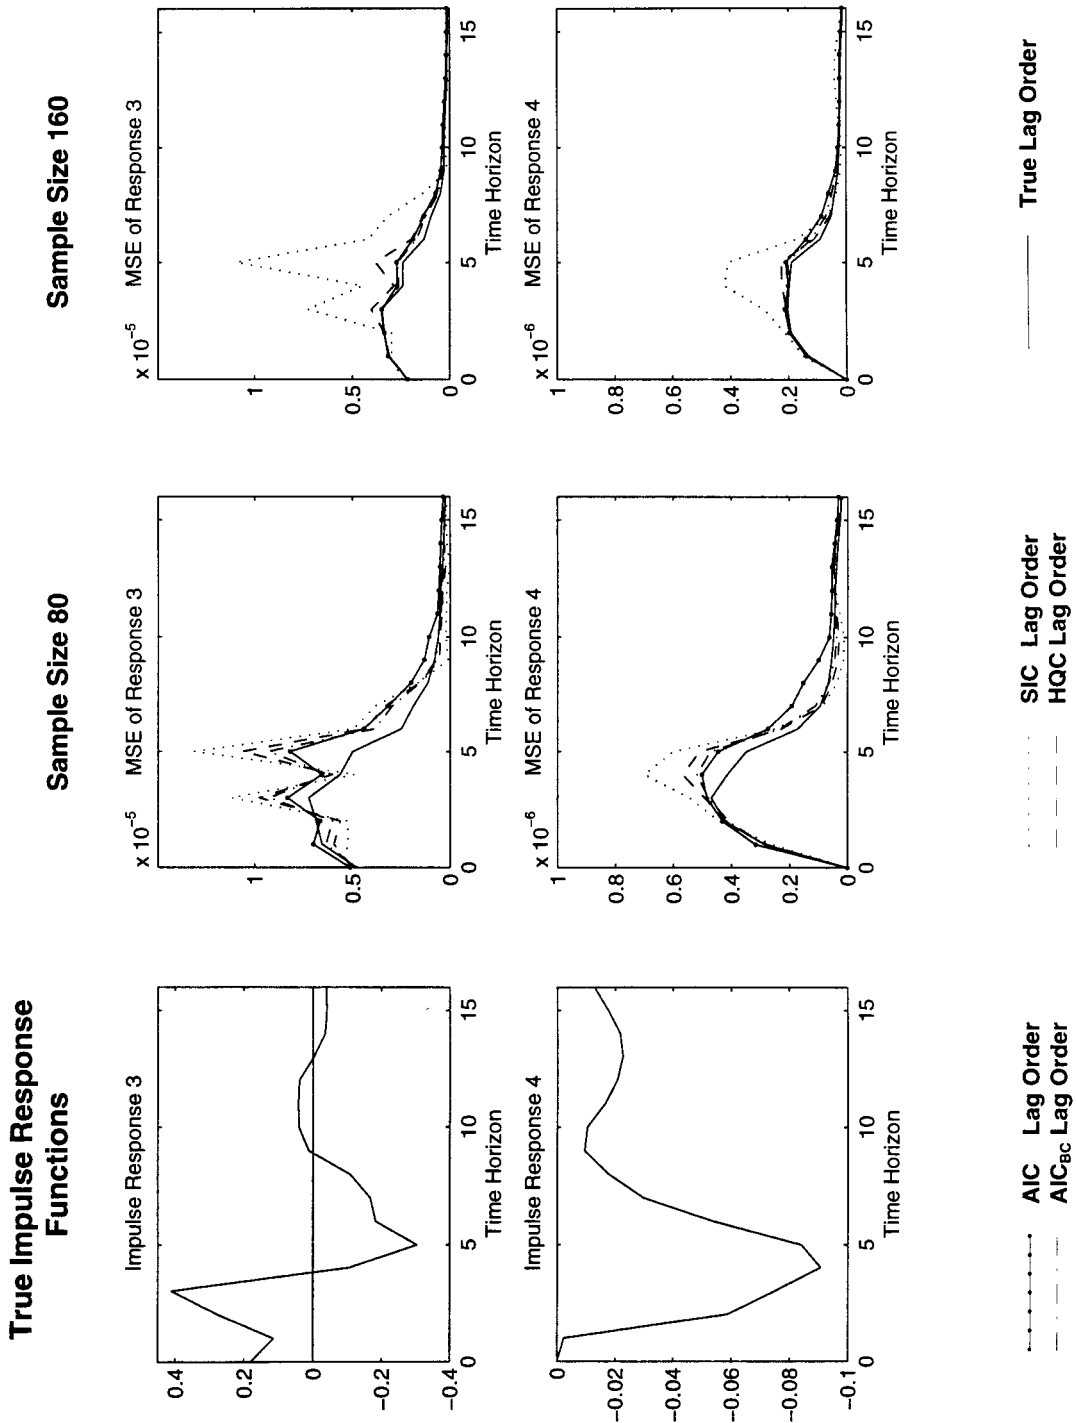 True Impulse Response
Functions
Sample Size 80
Sample Size 160
Impulse Response 3
0.4
0.2
0
−0.2
−0.4
0
5
10
15
Time Horizon
x 10⁻⁵
MSE of Response 3
1
0.5
0
0
5
10
15
Time Horizon
x 10⁻⁵
MSE of Response 3
1
0.5
0
0
5
10
15
Time Horizon
Impulse Response 4
0
−0.02
−0.04
−0.06
−0.08
−0.1
0
5
10
15
Time Horizon
x 10⁻⁶
MSE of Response 4
1
0.8
0.6
0.4
0.2
0
0
5
10
15
Time Horizon
x 10⁻⁶
MSE of Response 4
1
0.8
0.6
0.4
0.2
0
0
5
10
15
Time Horizon
AIC Lag Order
AIC_BC Lag Order
SIC Lag Order
HQC Lag Order
True Lag Order